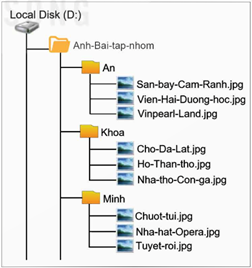 Local Disk (D:)
Anh-Bai-tap-nhom
An
San-bay-Cam-Ranh.jpg
Vien-Hai-Duong-hoc.jpg
Vinpearl-Land.jpg
Khoa
Cho-Da-Lat.jpg
Ho-Than-tho.jpg
Nha-tho-Con-ga.jpg
Minh
Chuot-tui.jpg
Nha-hat-Opera.jpg
Tuyet-roi.jpg